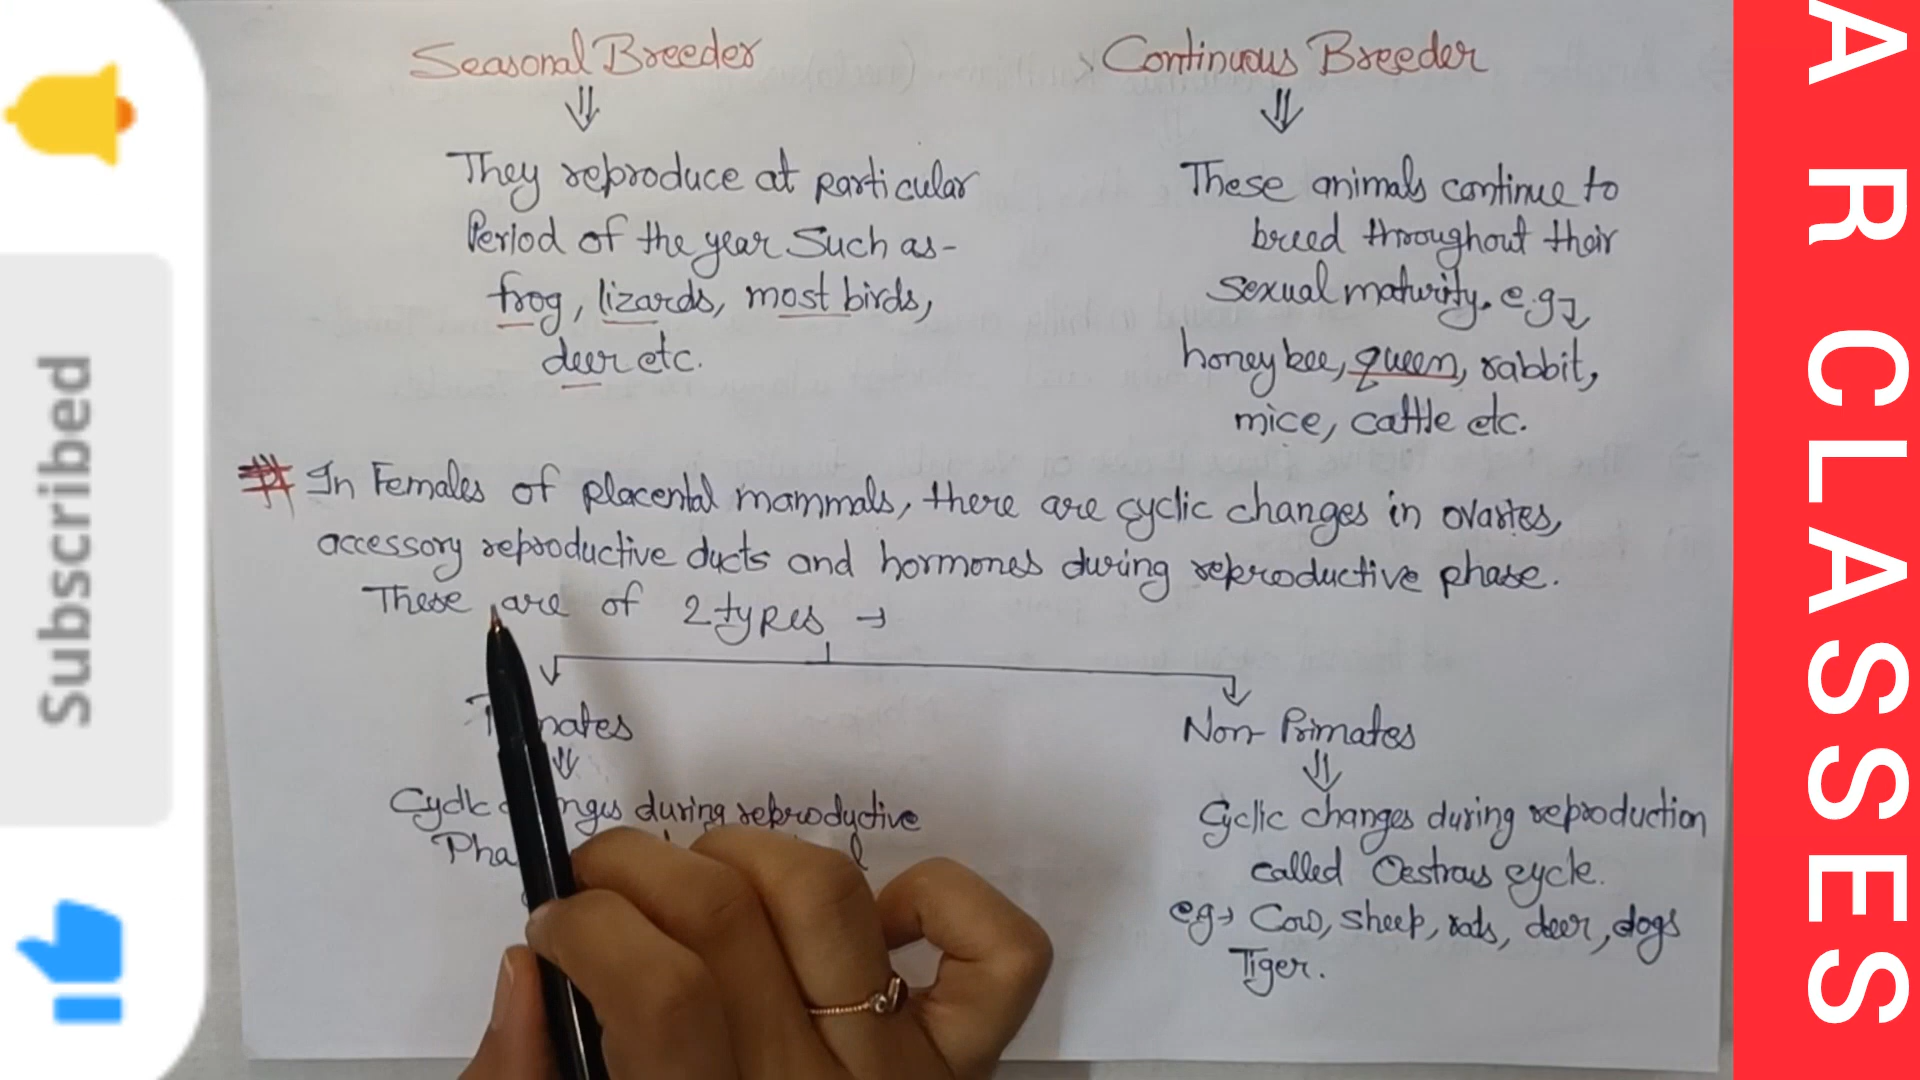 Seasonal Breeder
They reproduce at particular
Period of the year Such as-
frog, lizards, most birds,
deer etc.
Continuous Breeder
These animals continue to
breed throughout their
sexual maturity. e.g→
honey bee, queen, rabbit,
mice, cattle etc.
# In Females of placental mammals, there are cyclic changes in ovaries,
accessory reproductive ducts and hormones during reproductive phase.
These are of 2 types →
Cyclic during reproductive
Non Primates
Cyclic changes during reproduction
called Oestrous cycle.
eg→ Cow, Sheep, rats, deer, dogs
Tiger.
Subscribed
A R CLASSES